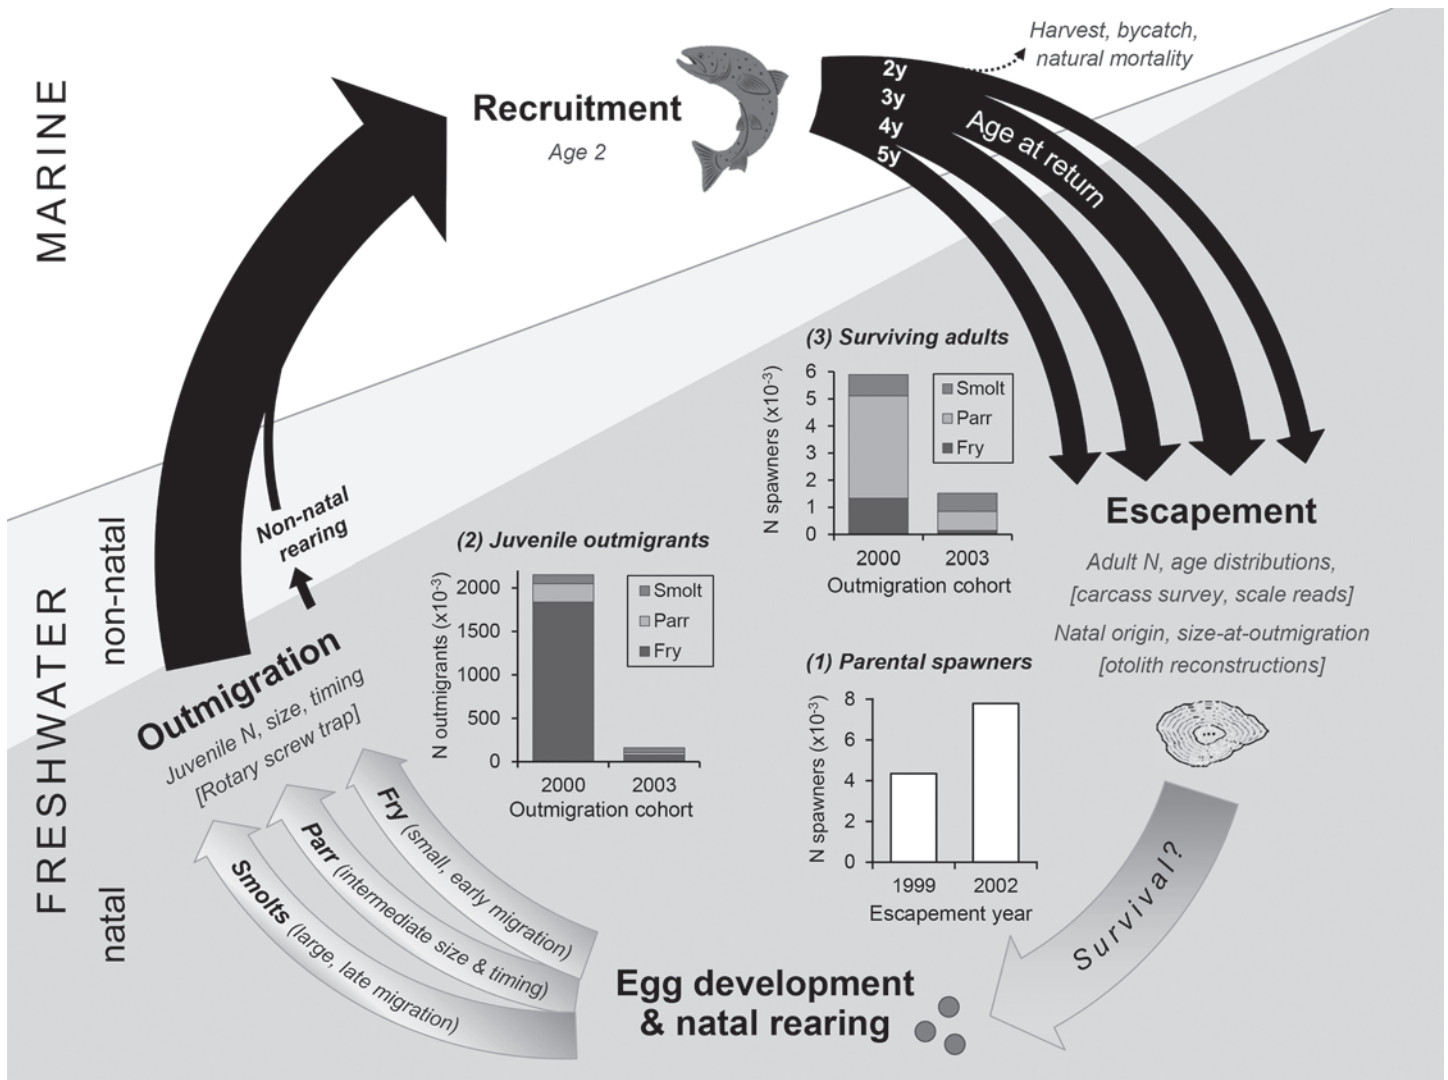 MARINE
FRESHWATER
non-natal
natal
Recruitment
Age 2
2y
3y
4y
5y
Age at return
Harvest, bycatch,
natural mortality
(3) Surviving adults
N spawners (x10-3)
6
5
4
3
2
1
0
Smolt
Parr
Fry
2000
2003
Outmigration cohort
Escapement
Adult N, age distributions,
[carcass survey, scale reads]
Natal origin, size-at-outmigration
[otolith reconstructions]
Non-natal
rearing
(2) Juvenile outmigrants
N outmigrants (x10-3)
2000
1500
1000
500
0
Smolt
Parr
Fry
2000
2003
Outmigration cohort
(1) Parental spawners
N spawners (x10-3)
8
6
4
2
0
1999
2002
Escapement year
Outmigration
Juvenile N, size, timing
[Rotary screw trap]
Fry (small, early migration)
Parr (intermediate size & timing)
Smolts (large, late migration)
Survival?
Egg development
& natal rearing